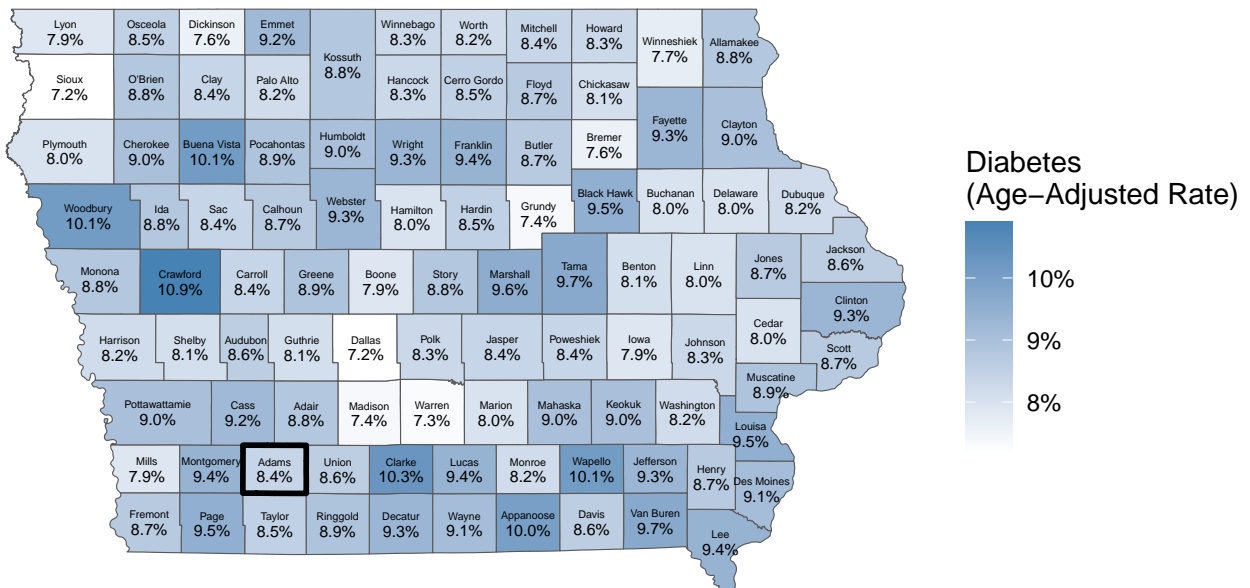 Lyon Osceola Dickinson Emmet Winnebago Worth Mitchell Howard Winneshiek Allamakee
7.9% 8.5% 7.6% 9.2% 8.3% 8.2% 8.4% 8.3% 7.7% 8.8%
Kossuth
8.8%
Sioux O'Brien Clay Palo Alto Hancock Cerro Gordo Floyd Chickasaw
7.2% 8.8% 8.4% 8.2% 8.3% 8.5% 8.7% 8.1%
Plymouth Cherokee Buena Vista Pocahontas Humboldt Wright Franklin Butler Bremer Fayette Clayton
8.0% 9.0% 10.1% 8.9% 9.0% 9.3% 9.4% 8.7% 7.6% 9.3% 9.0%
Woodbury Ida Sac Calhoun Webster Hamilton Hardin Grundy Black Hawk Buchanan Delaware Dubuque
10.1% 8.8% 8.4% 8.7% 9.3% 8.0% 8.5% 7.4% 9.5% 8.0% 8.0% 8.2%
Monona Crawford Carroll Greene Boone Story Marshall Tama Benton Linn Jones Jackson
8.8% 10.9% 8.4% 8.9% 7.9% 8.8% 9.6% 9.7% 8.1% 8.0% 8.7% 8.6%
Clinton
9.3%
Harrison Shelby Audubon Guthrie Dallas Polk Jasper Poweshiek Iowa Johnson Cedar Scott
8.2% 8.1% 8.6% 8.1% 7.2% 8.3% 8.4% 8.4% 7.9% 8.3% 8.0% 8.7%
Muscatine
8.9%
Pottawattamie Cass Adair Madison Warren Marion Mahaska Keokuk Washington Louisa
9.0% 9.2% 8.8% 7.4% 7.3% 8.0% 9.0% 9.0% 8.2% 9.5%
Mills Montgomery Adams Union Clarke Lucas Monroe Wapello Jefferson Henry Des Moines
7.9% 9.4% 8.4% 8.6% 10.3% 9.4% 8.2% 10.1% 9.3% 8.7% 9.1%
Fremont Page Taylor Ringgold Decatur Wayne Appanoose Davis Van Buren Lee
8.7% 9.5% 8.5% 8.9% 9.3% 9.1% 10.0% 8.6% 9.7% 9.4%
Diabetes
(Age−Adjusted Rate)
10%
9%
8%